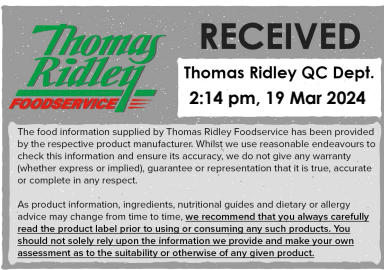 Thomas
Ridley
FOODSERVICE
RECEIVED
Thomas Ridley QC Dept.
2:14 pm, 19 Mar 2024
The food information supplied by Thomas Ridley Foodservice has been provided
by the respective product manufacturer. Whilst we use reasonable endeavours to
check this information and ensure its accuracy, we do not give any warranty
(whether express or implied), guarantee or representation that it is true, accurate
or complete in any respect.
As product information, ingredients, nutritional guides and dietary or allergy
advice may change from time to time, we recommend that you always carefully
read the product label prior to using or consuming any such products. You
should not solely rely upon the information we provide and make your own
assessment as to the suitability or otherwise of any given product.